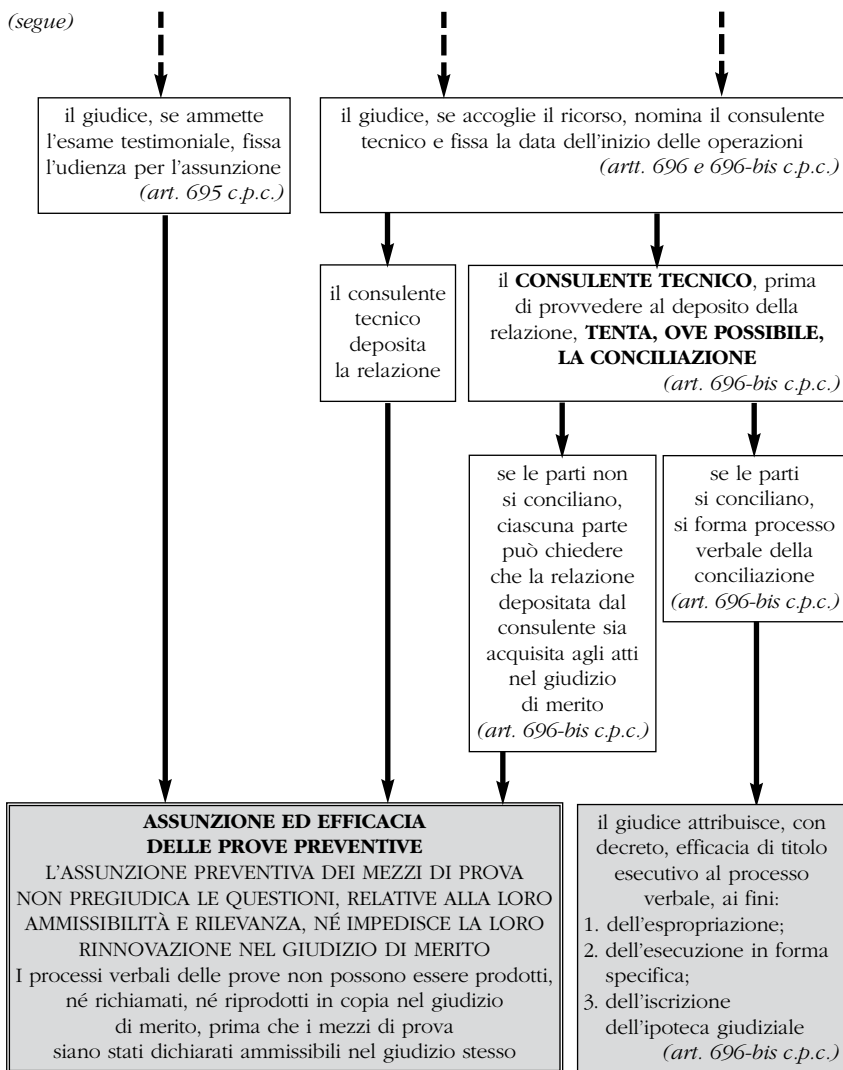 (segue)
il giudice, se ammette
l'esame testimoniale, fissa
l'udienza per l'assunzione
(art. 695 c.p.c.)
il giudice, se accoglie il ricorso, nomina il consulente
tecnico e fissa la data dell'inizio delle operazioni
(artt. 696 e 696-bis c.p.c.)
il consulente
tecnico
deposita
la relazione
il CONSULENTE TECNICO, prima
di provvedere al deposito della
relazione, TENTA, OVE POSSIBILE,
LA CONCILIAZIONE
(art. 696-bis c.p.c.)
se le parti non
si conciliano,
ciascuna parte
può chiedere
che la relazione
depositata dal
consulente sia
acquisita agli atti
nel giudizio
di merito
(art. 696-bis c.p.c.)
se le parti
si conciliano,
si forma processo
verbale della
conciliazione
(art. 696-bis c.p.c.)
ASSUNZIONE ED EFFICACIA
DELLE PROVE PREVENTIVE
L'ASSUNZIONE PREVENTIVA DEI MEZZI DI PROVA
NON PREGIUDICA LE QUESTIONI, RELATIVE ALLA LORO
AMMISSIBILITÀ E RILEVANZA, NÉ IMPEDISCE LA LORO
RINNOVAZIONE NEL GIUDIZIO DI MERITO
I processi verbali delle prove non possono essere prodotti,
né richiamati, né riprodotti in copia nel giudizio
di merito, prima che i mezzi di prova
siano stati dichiarati ammissibili nel giudizio stesso
il giudice attribuisce, con
decreto, efficacia di titolo
esecutivo al processo
verbale, ai fini:
1. dell'espropriazione;
2. dell'esecuzione in forma
specifica;
3. dell'iscrizione
dell'ipoteca giudiziale
(art. 696-bis c.p.c.)